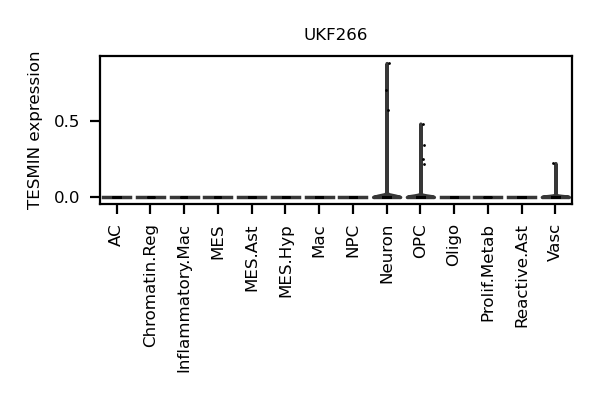 UKF266
TESMIN expression
0.5
0.0
AC
Chromatin.Reg
Inflammatory.Mac
MES
MES.Ast
MES.Hyp
Mac
NPC
Neuron
OPC
Oligo
Prolif.Metab
Reactive.Ast
Vasc